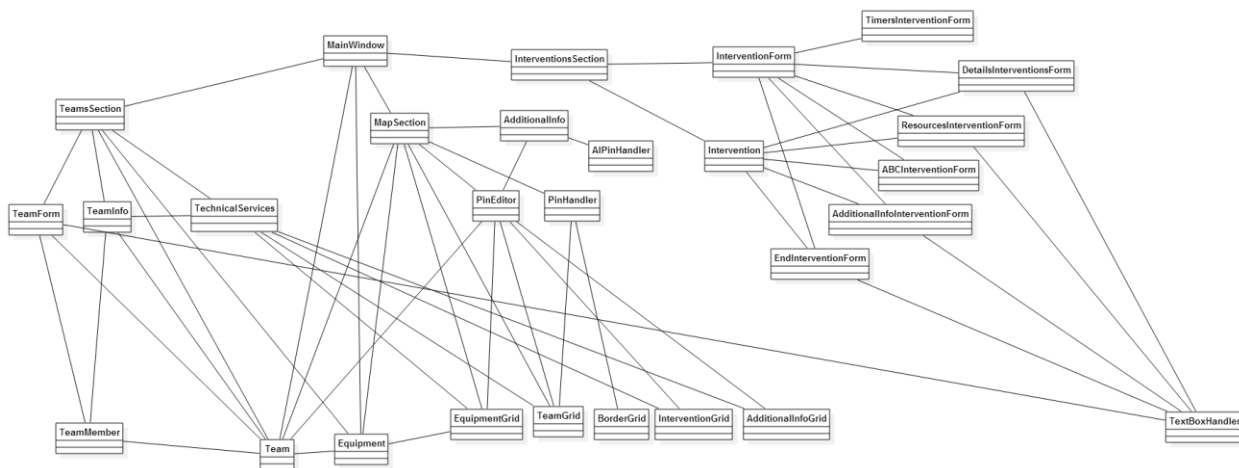 TimersInterventionForm
MainWindow
InterventionsSection
InterventionForm
DetailsInterventionsForm
TeamsSection
MapSection
AdditionalInfo
ResourcesInterventionForm
AIPinHandler
Intervention
ABCInterventionForm
TeamForm
TeamInfo
TechnicalServices
PinEditor
PinHandler
AdditionalInfoInterventionForm
EndInterventionForm
TeamMember
Team
Equipment
EquipmentGrid
TeamGrid
BorderGrid
InterventionGrid
AdditionalInfoGrid
TextBoxHandler